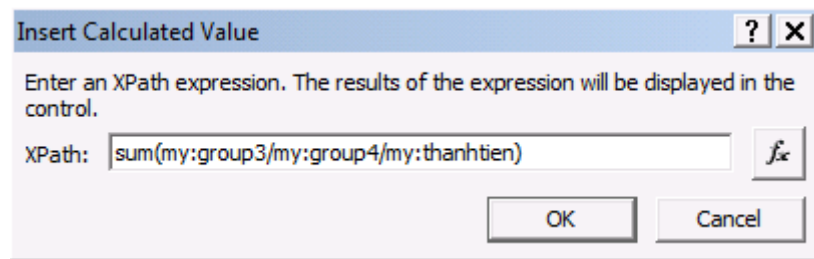 Insert Calculated Value
Enter an XPath expression. The results of the expression will be displayed in the
control.
XPath: sum(my:group3/my:group4/my:thanhtien)
fx
OK Cancel